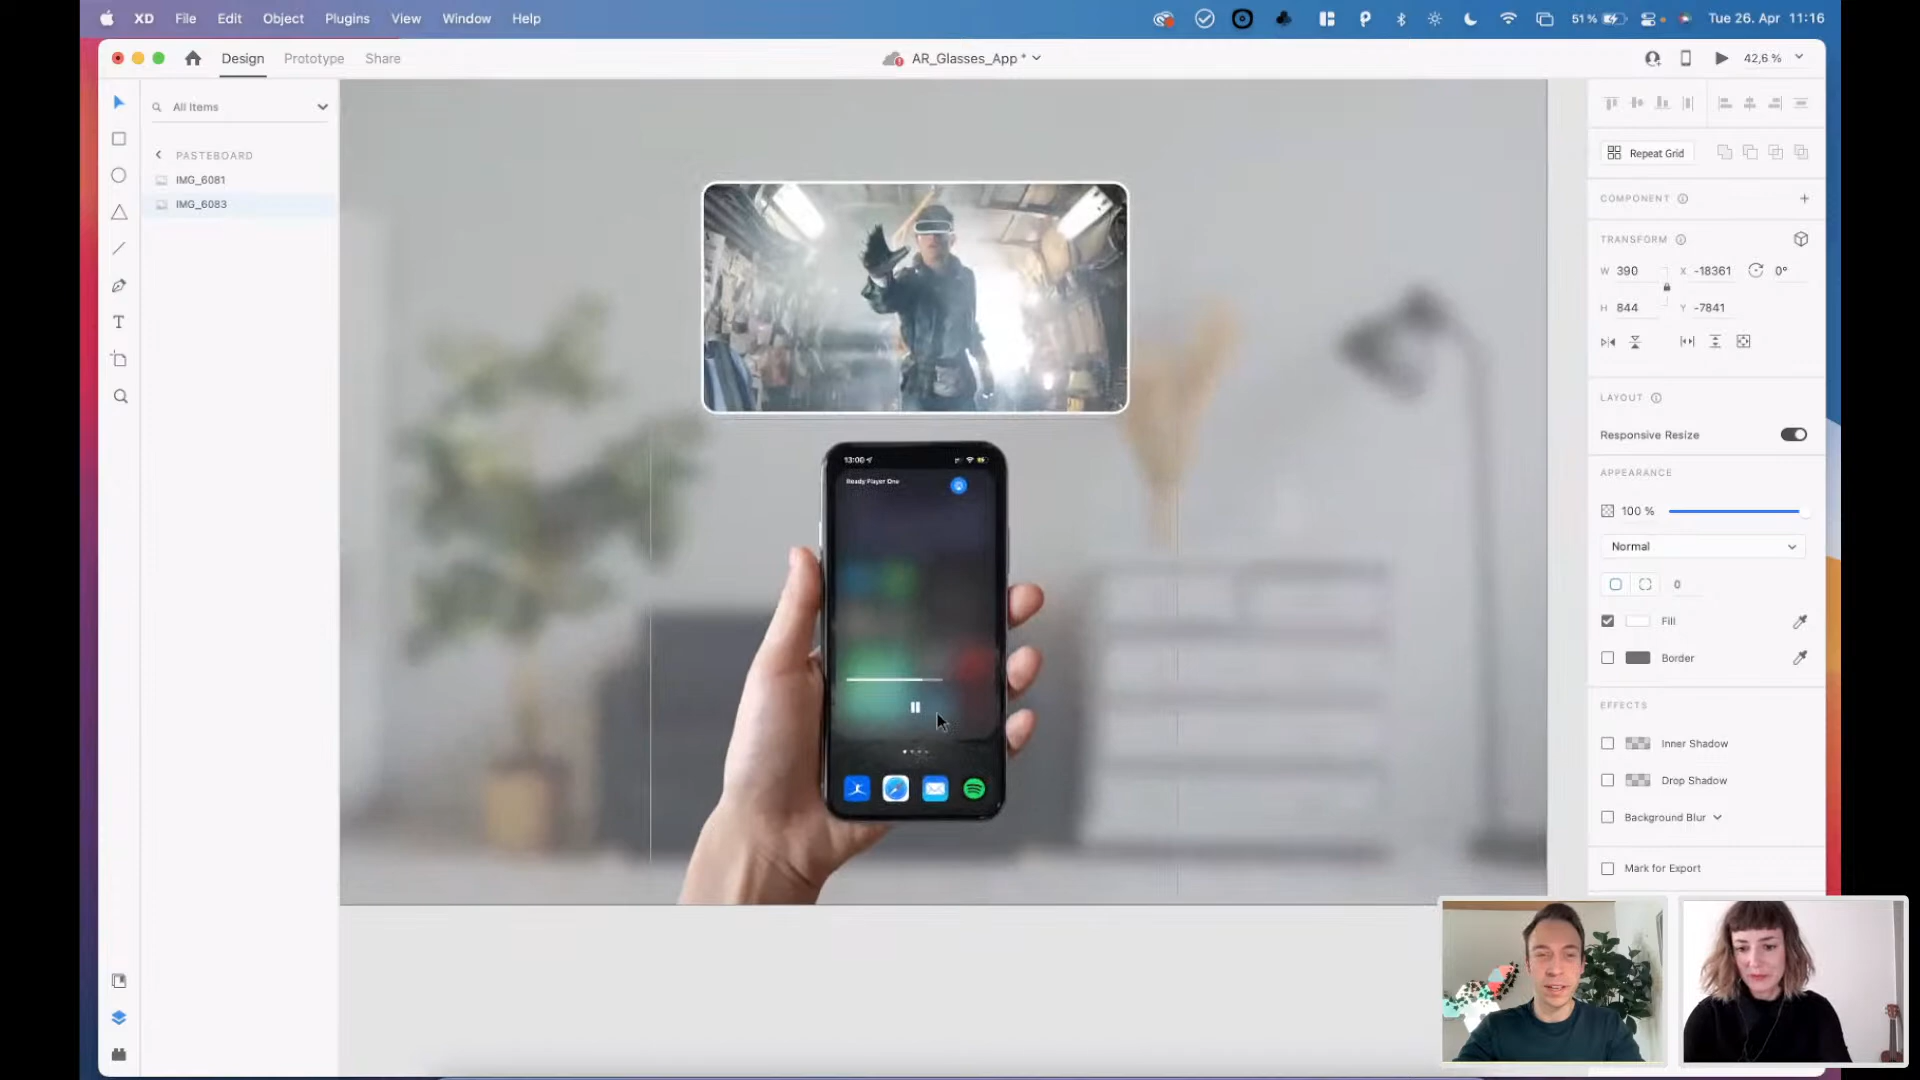 XD File Edit Object Plugins View Window Help
51% Tue 26. Apr 11:16
Design Prototype Share
AR_Glasses_App *
42,6 %
All Items
PASTEBOARD
IMG_6081
IMG_6083
13:00
Ready Player One
Repeat Grid
COMPONENT
TRANSFORM
W 390 X -18361 0°
H 844 Y -7841
LAYOUT
Responsive Resize
APPEARANCE
100 %
Normal
0
Fill
Border
EFFECTS
Inner Shadow
Drop Shadow
Background Blur
Mark for Export